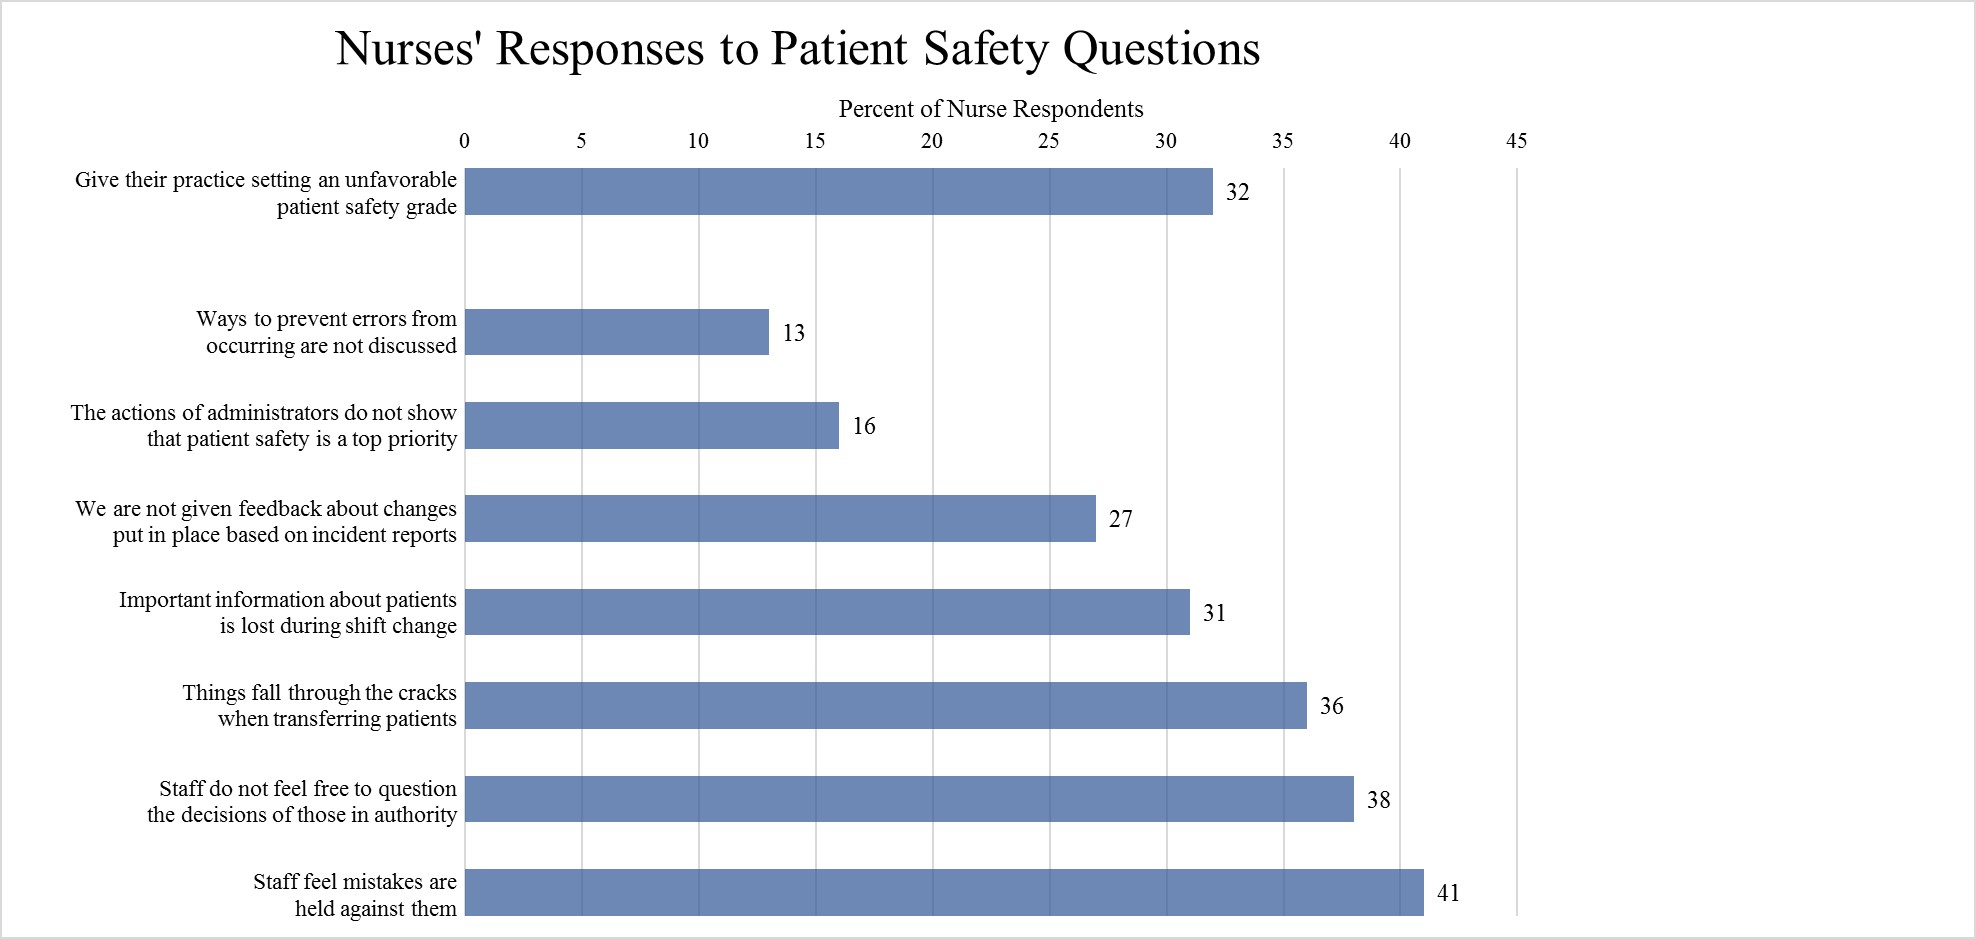 Nurses' Responses to Patient Safety Questions
Percent of Nurse Respondents
0 5 10 15 20 25 30 35 40 45
Give their practice setting an unfavorable
patient safety grade
32
Ways to prevent errors from
occurring are not discussed
13
The actions of administrators do not show
that patient safety is a top priority
16
We are not given feedback about changes
put in place based on incident reports
27
Important information about patients
is lost during shift change
31
Things fall through the cracks
when transferring patients
36
Staff do not feel free to question
the decisions of those in authority
38
Staff feel mistakes are
held against them
41